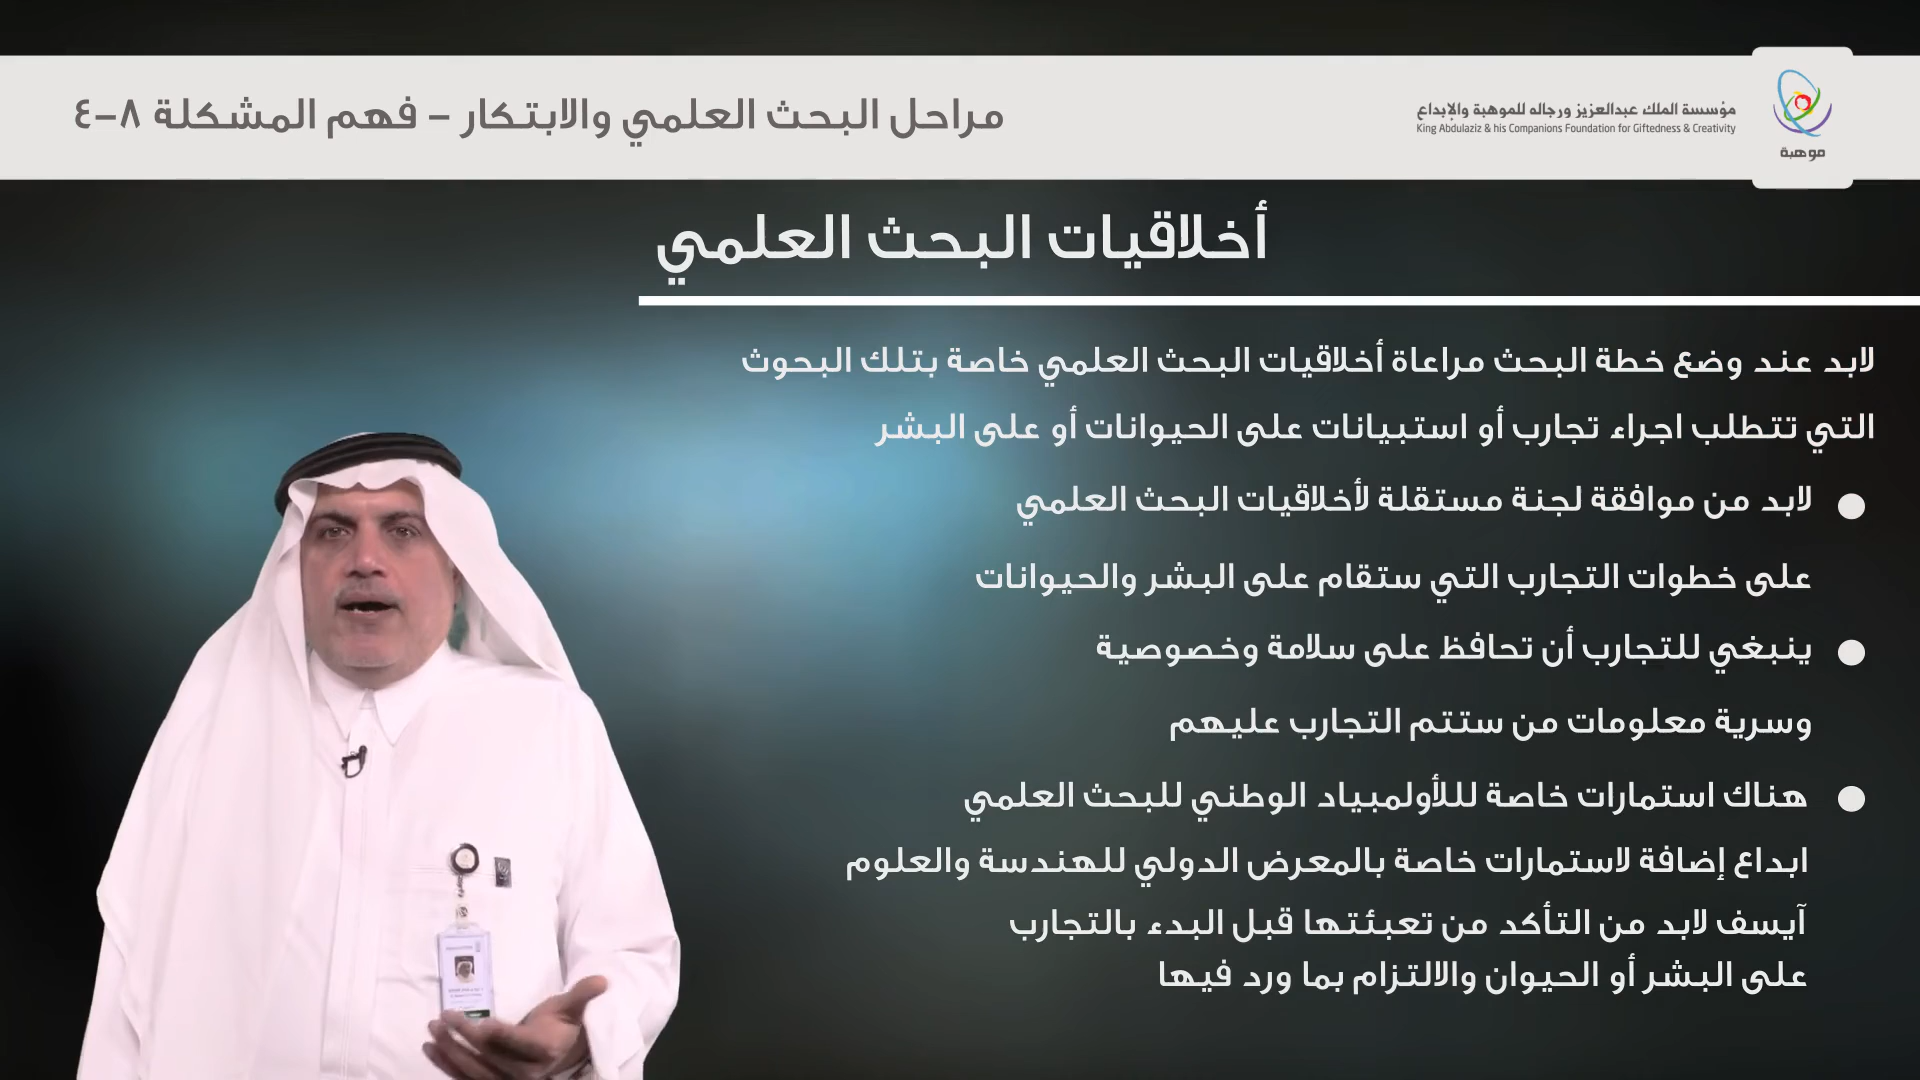 مراحل البحث العلمي والابتكار – فهم المشكلة ٨-٤
مؤسسة الملك عبدالعزيز ورجاله للموهبة والإبداع
King Abdulaziz & his Companions Foundation for Giftedness & Creativity
موهبة
أخلاقيات البحث العلمي
لابد عند وضع خطة البحث مراعاة أخلاقيات البحث العلمي خاصة بتلك البحوث
التي تتطلب اجراء تجارب أو استبيانات على الحيوانات أو على البشر
● لابد من موافقة لجنة مستقلة لأخلاقيات البحث العلمي
على خطوات التجارب التي ستقام على البشر والحيوانات
● ينبغي للتجارب أن تحافظ على سلامة وخصوصية
وسرية معلومات من ستتم التجارب عليهم
● هناك استمارات خاصة لللأولمبياد الوطني للبحث العلمي
ابداع إضافة لاستمارات خاصة بالمعرض الدولي للهندسة والعلوم
آيسف لابد من التأكد من تعبئتها قبل البدء بالتجارب
على البشر أو الحيوان والالتزام بما ورد فيها